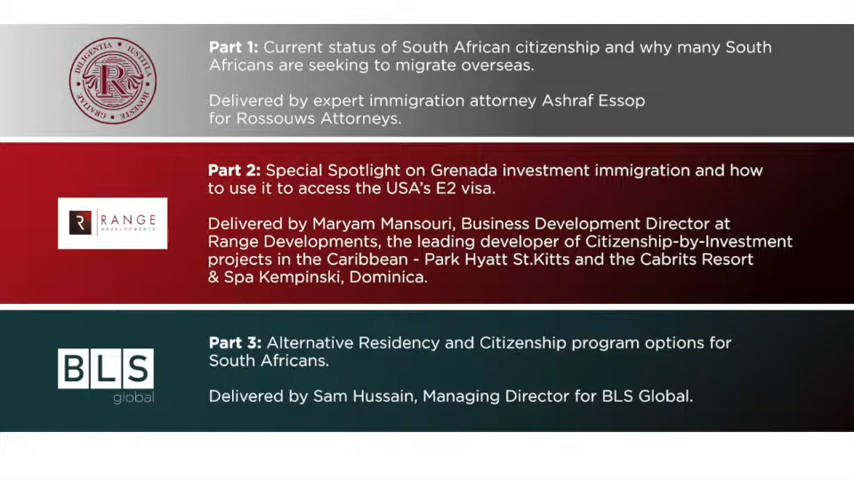 DILIGENTIA IUSTITIA HONESTE GRATIAE
R
Part 1: Current status of South African citizenship and why many South
Africans are seeking to migrate overseas.
Delivered by expert immigration attorney Ashraf Essop
for Rossouws Attorneys.
RANGE
DEVELOPMENTS
Part 2: Special Spotlight on Grenada investment immigration and how
to use it to access the USA's E2 visa.
Delivered by Maryam Mansouri, Business Development Director at
Range Developments, the leading developer of Citizenship-by-Investment
projects in the Caribbean - Park Hyatt St.Kitts and the Cabrits Resort
& Spa Kempinski, Dominica.
BLS
global
Part 3: Alternative Residency and Citizenship program options for
South Africans.
Delivered by Sam Hussain, Managing Director for BLS Global.